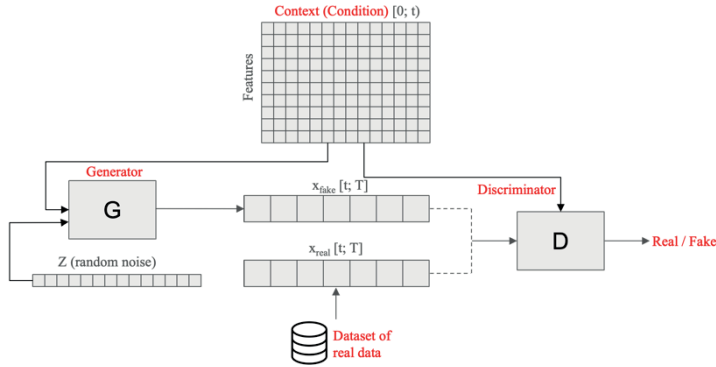 Context (Condition) [0; t)
Features
Generator
G
x_fake [t; T]
Discriminator
D
Real / Fake
Z (random noise)
x_real [t; T]
Dataset of
real data